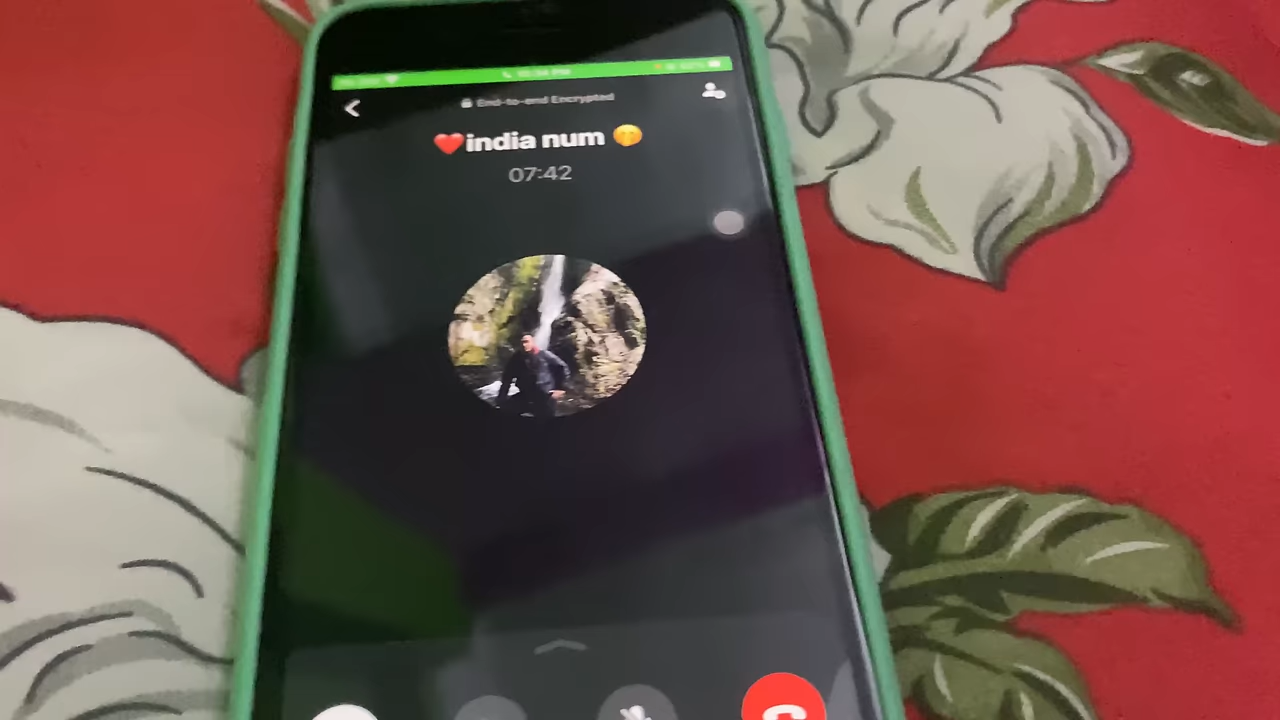 End-to-end Encrypted
❤️india num 🤭
07:42